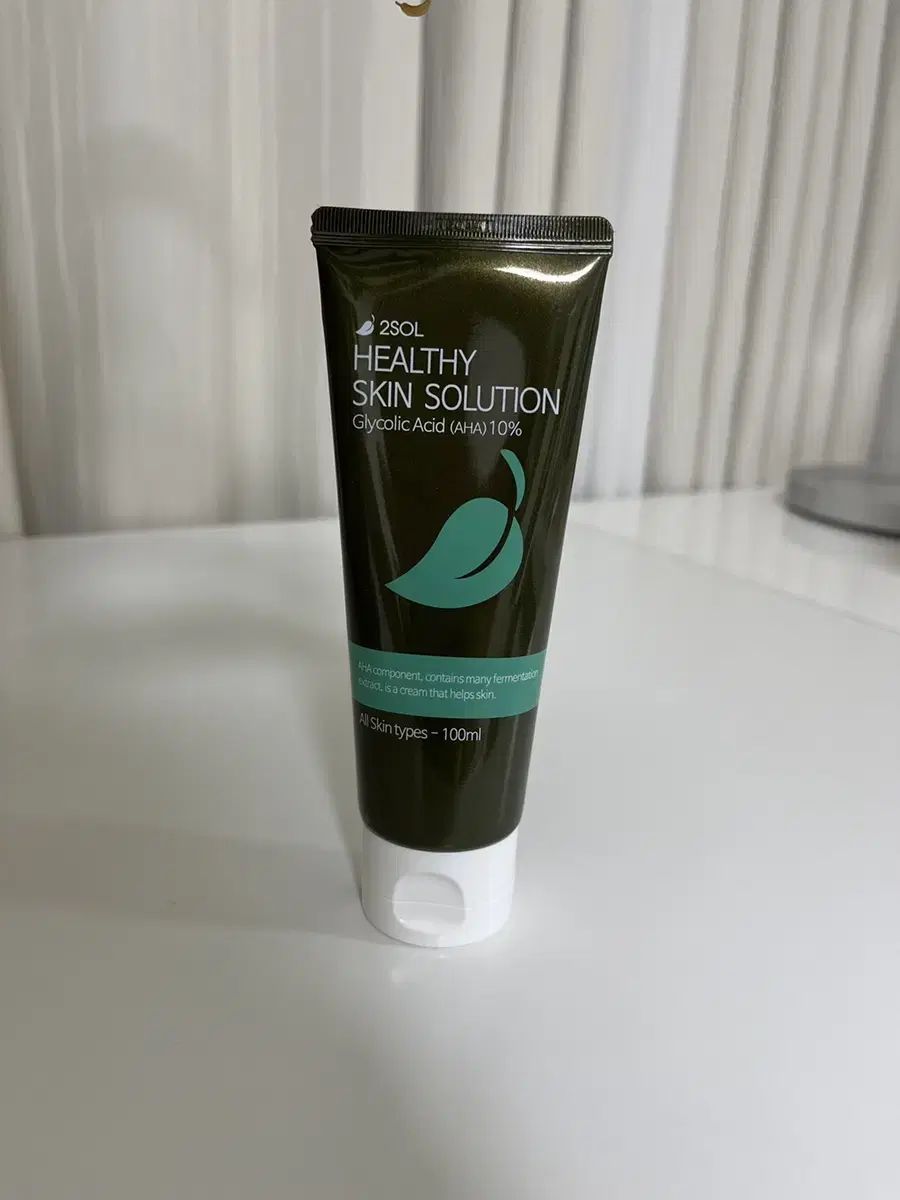 2SOL
HEALTHY
SKIN SOLUTION
Glycolic Acid (AHA) 10%
AHA component, contains many fermentation
extract, is a cream that helps skin.
All Skin types - 100ml